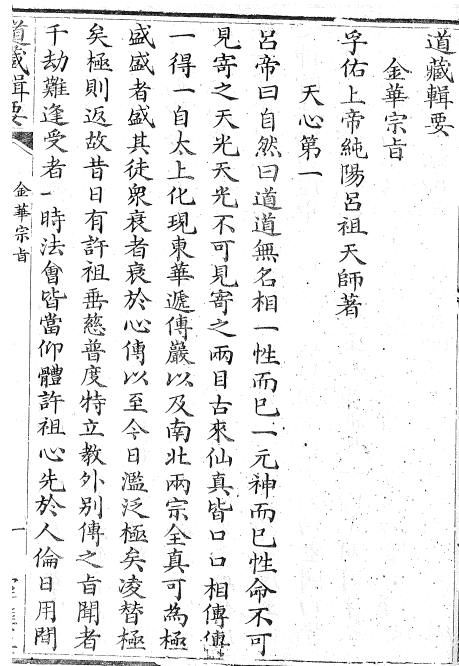 道藏輯要
金華宗旨
孚佑上帝純陽呂祖天師著
天心第一
呂帝曰自然曰道道無名相一性而已一元神而已性命不可
見寄之天光天光不可見寄之兩目古來仙真皆口口相傳傳
一得一自太上化現東華遞傳嚴以及南北兩宗全真可為極
盛盛者盛其徒衆衰者衰於心傳以至今日濫泛極矣凌替極
矣極則返故昔日有許祖垂慈普度特立教外別傳之旨聞者
千劫難逢受者一時法會皆當仰體許祖心先於人倫日用間
道藏輯要
金華宗旨
一